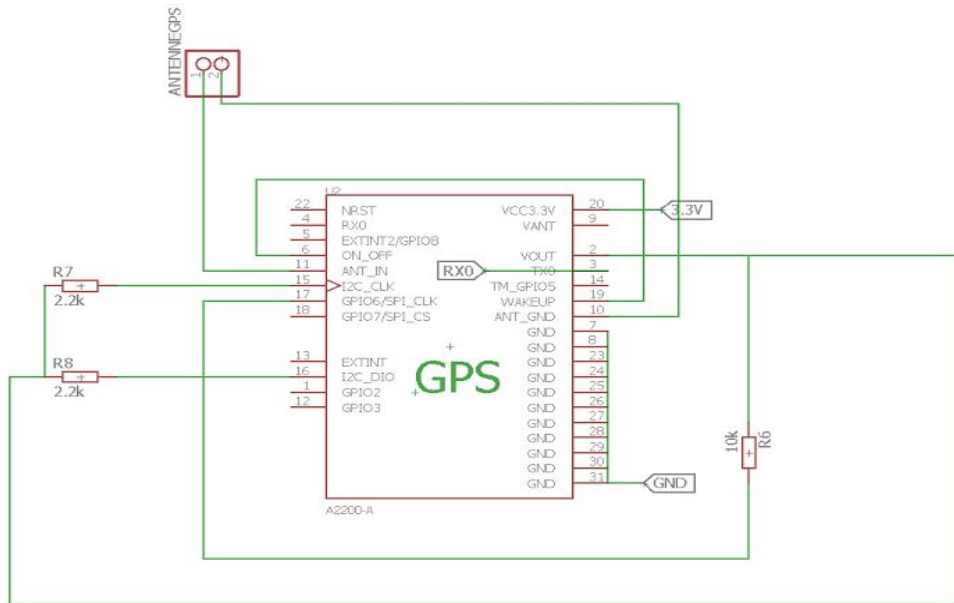 ANTENNEGPS
1
2
U2
22 NRST
4 RX0
5 EXTINT2/GPIO8
6 ON_OFF
11 ANT_IN
15 I2C_CLK
17 GPIO6/SPI_CLK
18 GPIO7/SPI_CS
13 EXTINT
16 I2C_DIO
1 GPIO2
12 GPIO3
VCC3.3V 20
VANT 9
VOUT 2
TX0 3
TM_GPIO5 14
WAKEUP 19
ANT_GND 10
GND 7
GND 8
GND 23
GND 24
GND 25
GND 26
GND 27
GND 28
GND 29
GND 30
GND 31
3.3V
RX0
GND
GPS
A2200-A
R7
2.2k
R8
2.2k
10k
R6